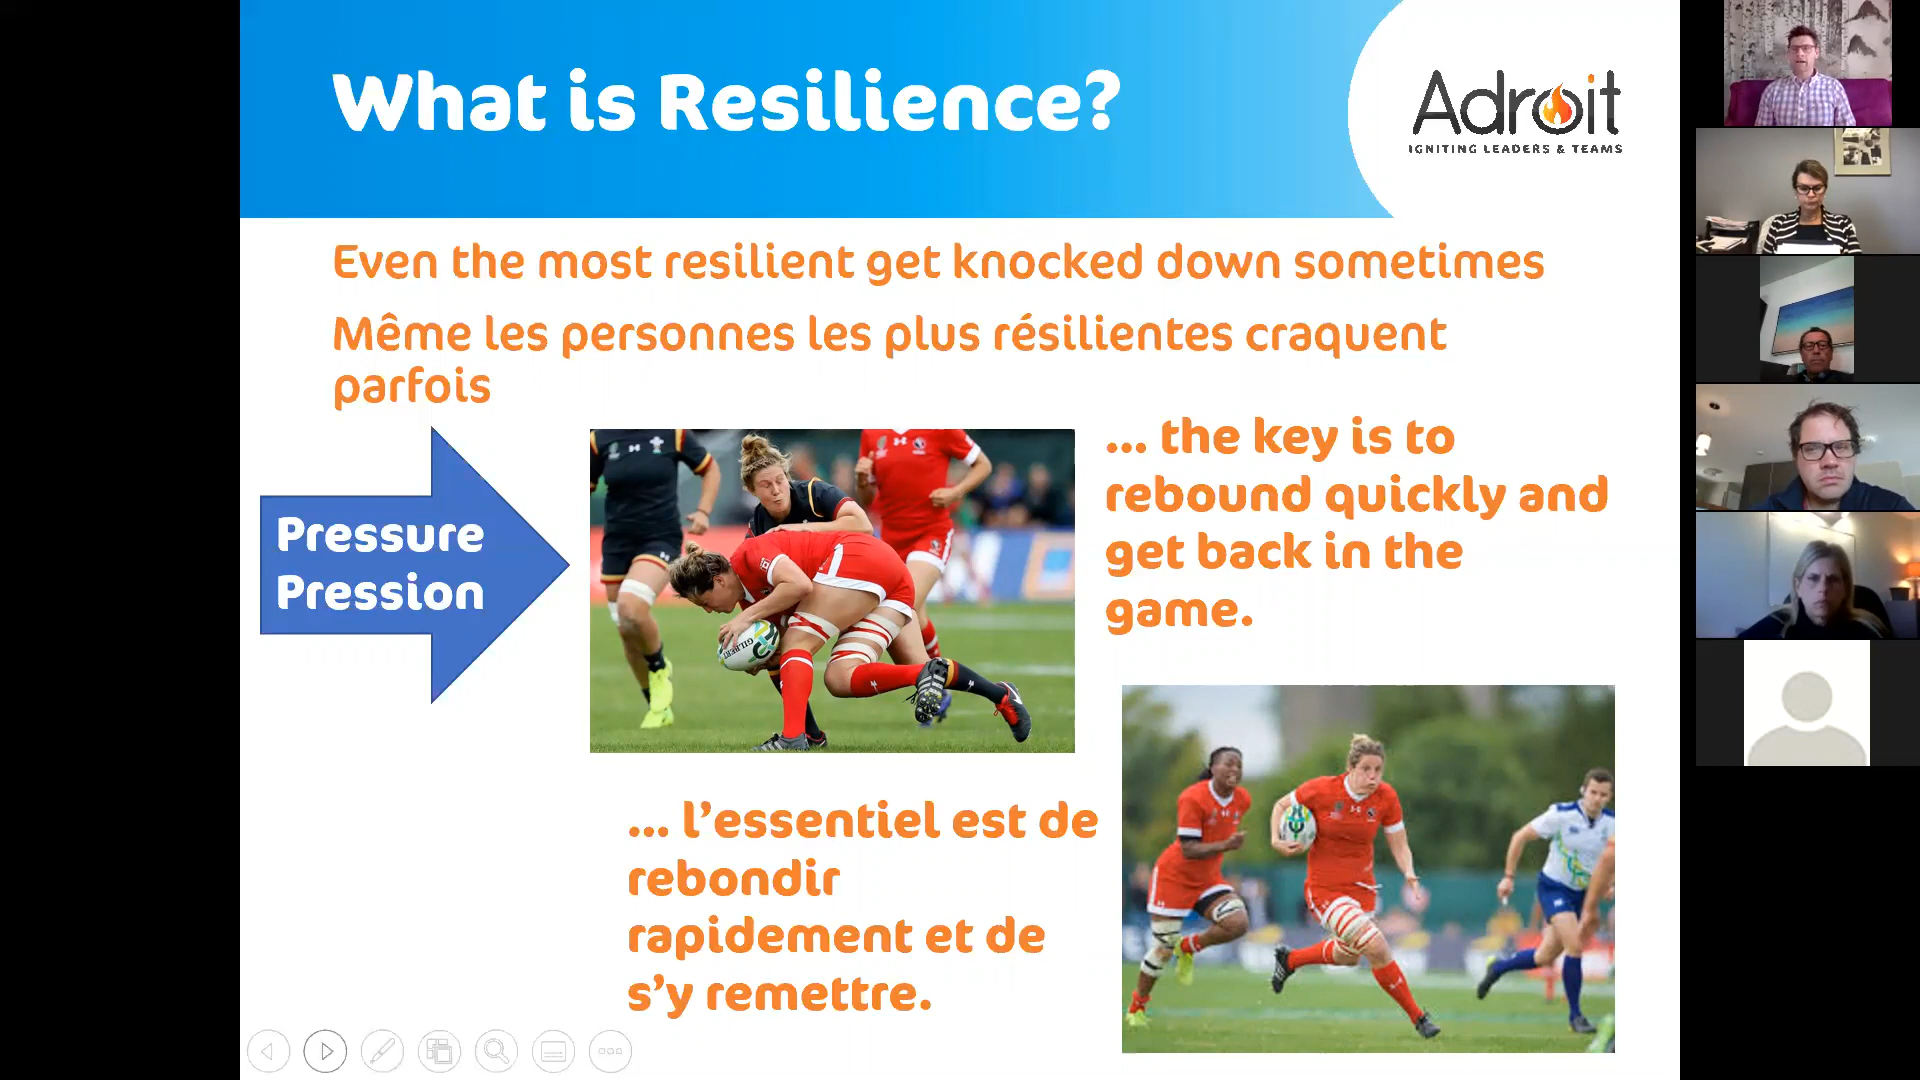 What is Resilience?
Adroit
IGNITING LEADERS & TEAMS
Even the most resilient get knocked down sometimes
Même les personnes les plus résilientes craquent
parfois
Pressure
Pression
... the key is to
rebound quickly and
get back in the
game.
GILBERT
... l'essentiel est de
rebondir
rapidement et de
s'y remettre.